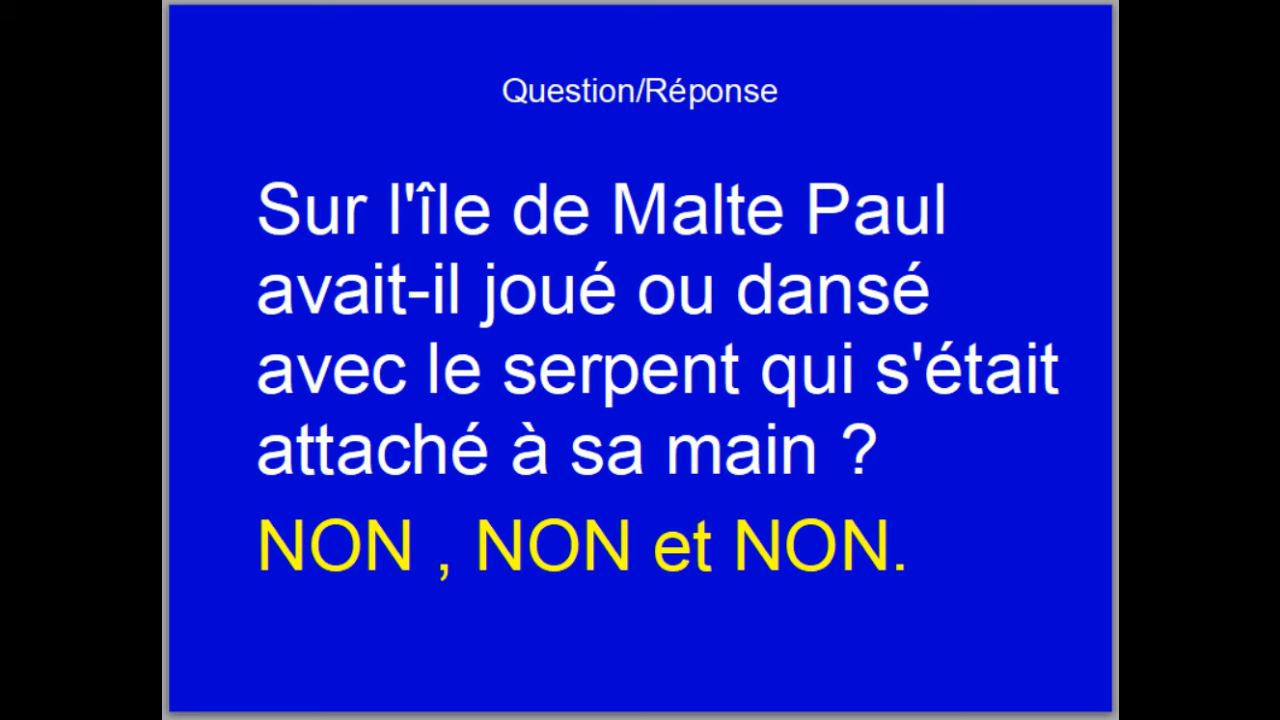 Question/Réponse
Sur l'île de Malte Paul
avait-il joué ou dansé
avec le serpent qui s'était
attaché à sa main ?
NON , NON et NON.